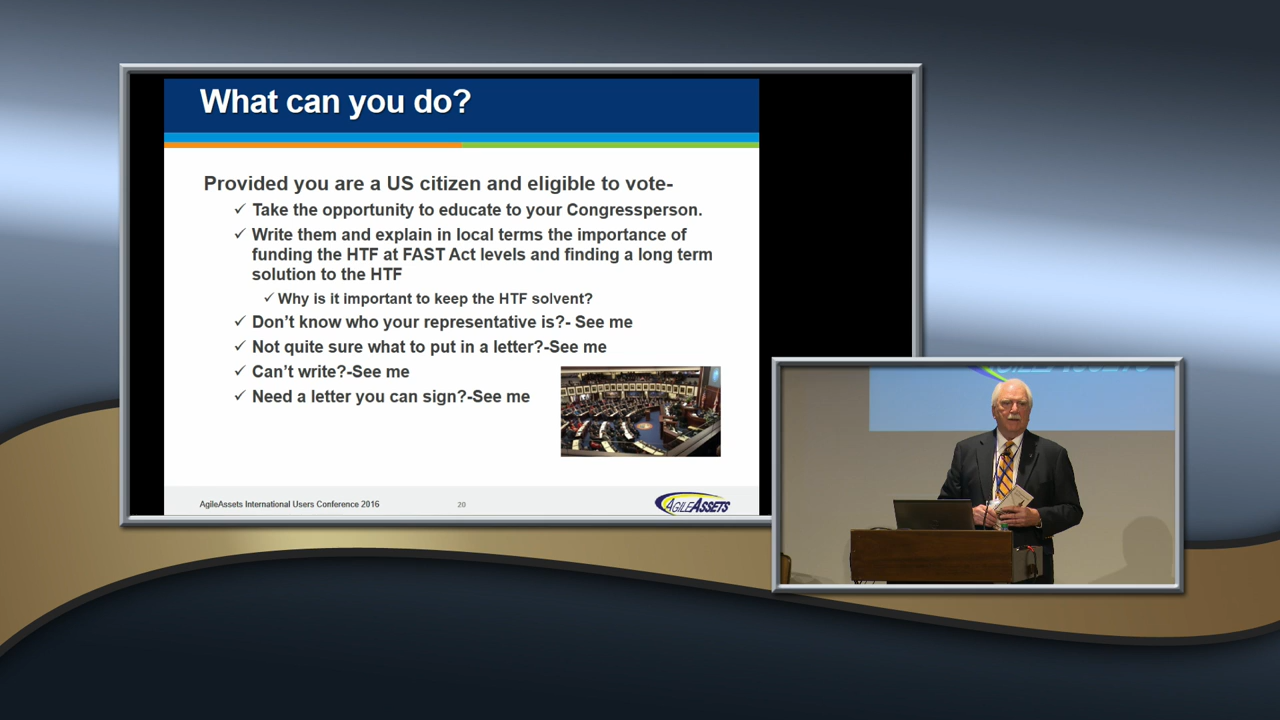 What can you do?
Provided you are a US citizen and eligible to vote-
✓ Take the opportunity to educate to your Congressperson.
✓ Write them and explain in local terms the importance of
funding the HTF at FAST Act levels and finding a long term
solution to the HTF
✓ Why is it important to keep the HTF solvent?
✓ Don't know who your representative is?- See me
✓ Not quite sure what to put in a letter?-See me
✓ Can't write?-See me
✓ Need a letter you can sign?-See me
AgileAssets International Users Conference 2016
20
AGILEASSETS